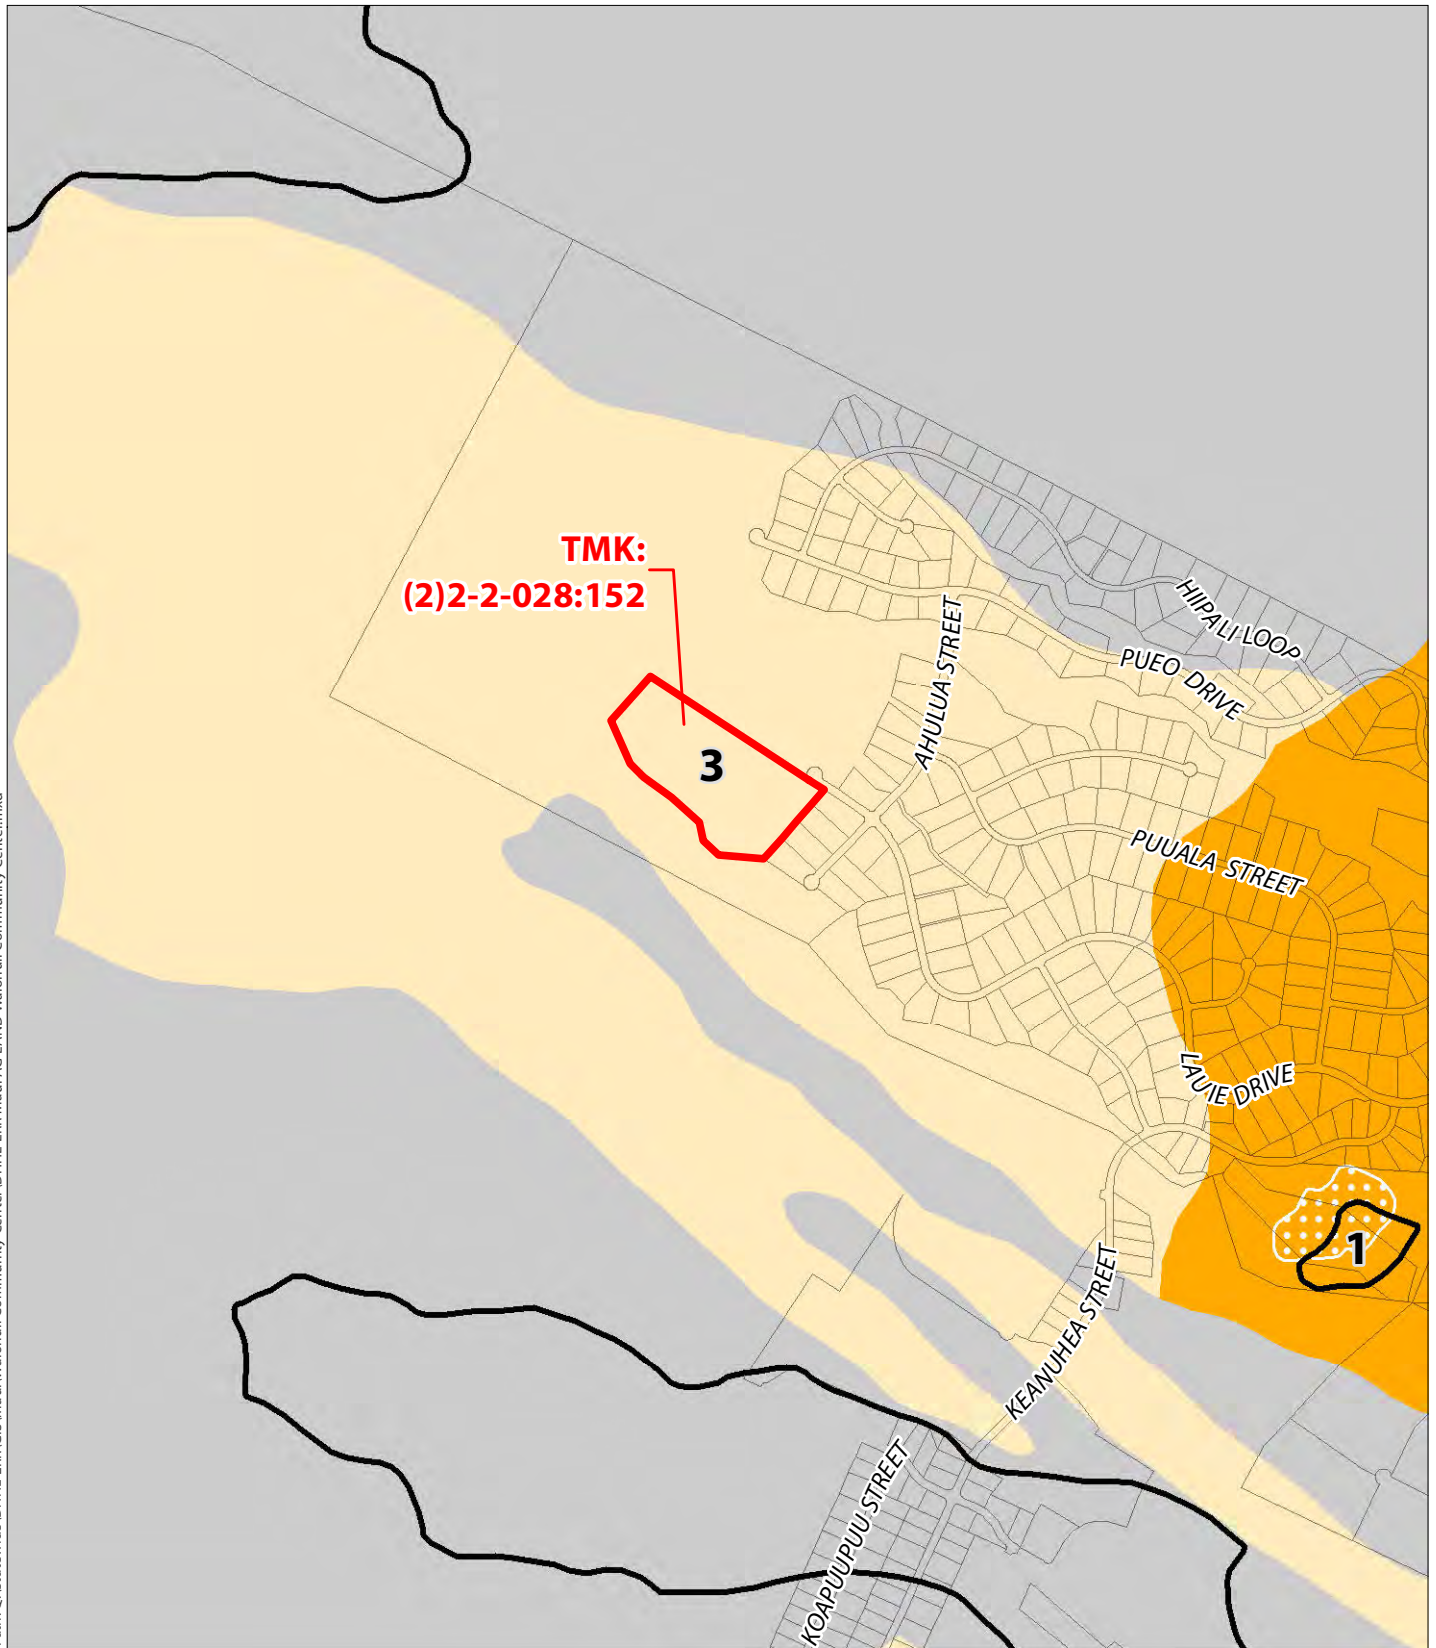 TMK:
(2)2-2-028:152
HIIPALI LOOP
AHULUA STREET
PUEO DRIVE
3
PUUALA STREET
LAUIE DRIVE
1
KEANUHEA STREET
KOAPUUPUU STREET